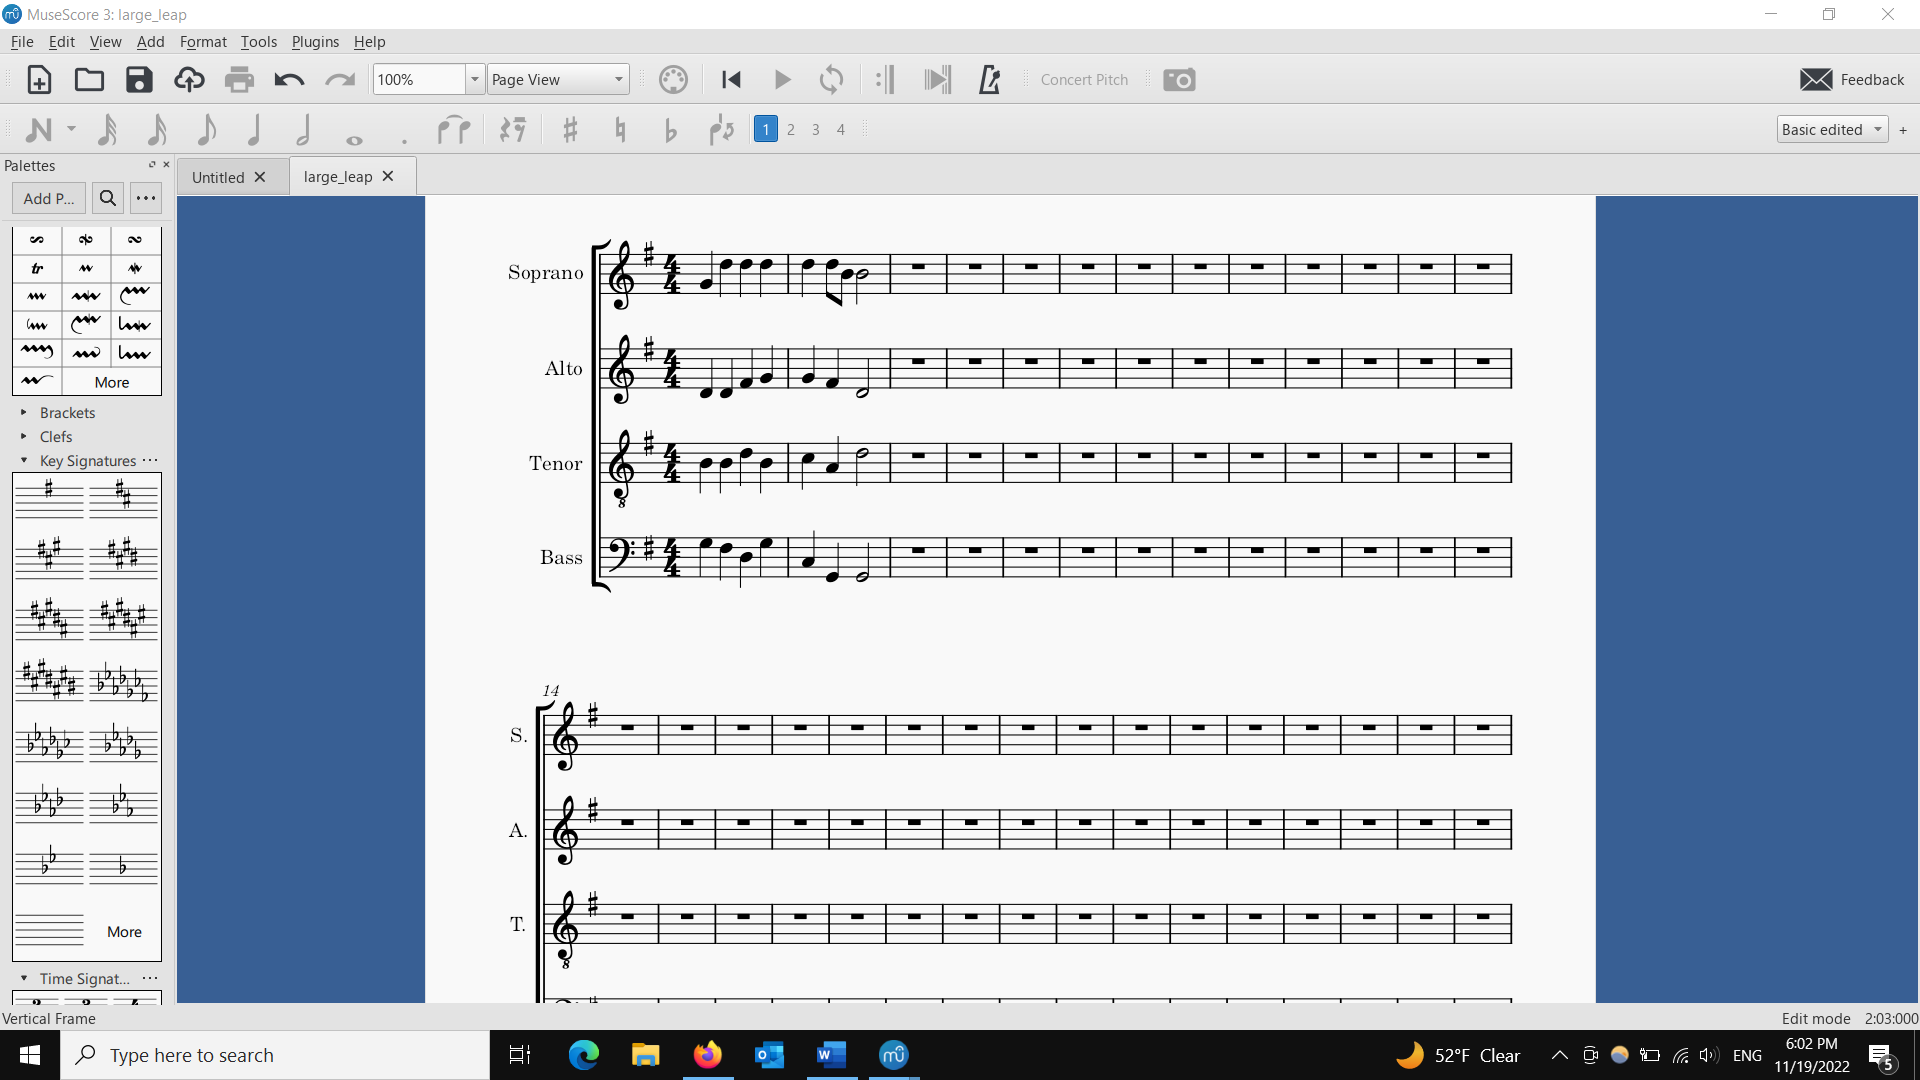 MuseScore 3: large_leap
File Edit View Add Format Tools Plugins Help
100% Page View Concert Pitch Feedback
1 2 3 4 Basic edited +
Palettes
Untitled large_leap
Add P...
Soprano
Alto
Tenor
Bass
tr
More
Brackets
Clefs
Key Signatures
More
Time Signat...
14
S.
A.
T.
8
8
Vertical Frame Edit mode 2:03:000
Type here to search 52°F Clear ENG 6:02 PM
11/19/2022 5